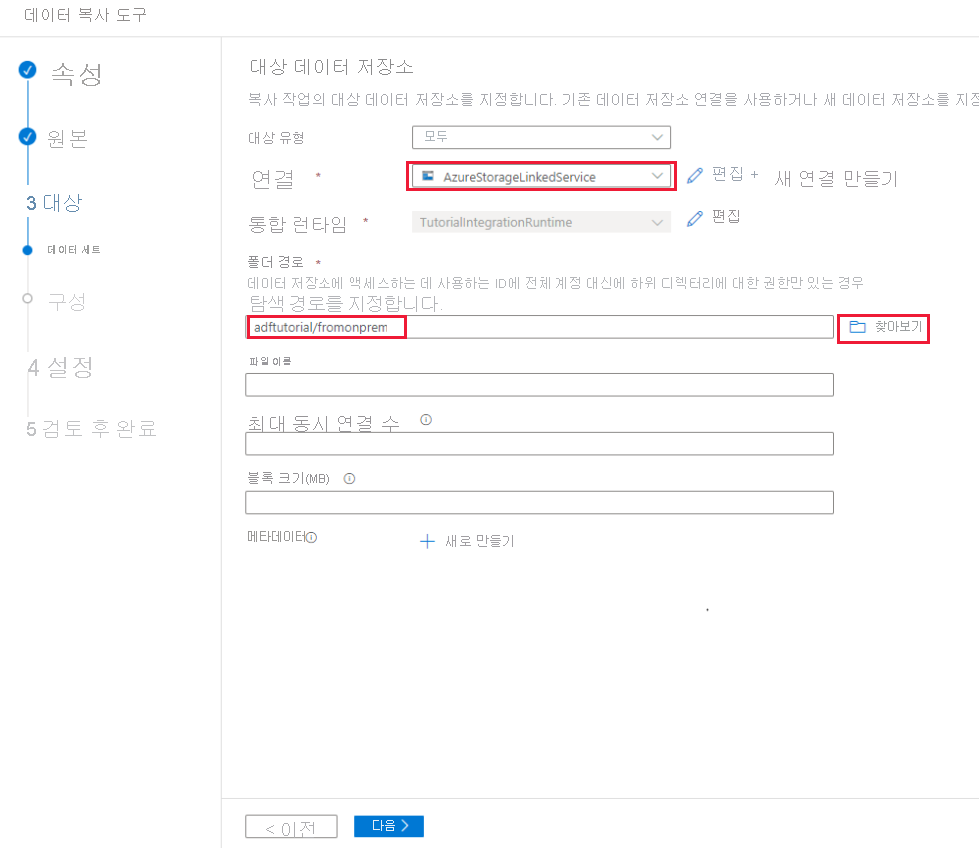 데이터 복사 도구
속성
원본
3 대상
데이터 세트
구성
4 설정
5 검토 후 완료
대상 데이터 저장소
복사 작업의 대상 데이터 저장소를 지정합니다. 기존 데이터 저장소 연결을 사용하거나 새 데이터 저장소를 지정
대상 유형
모두
연결 *
AzureStorageLinkedService
편집 + 새 연결 만들기
통합 런타임 *
TutorialIntegrationRuntime
편집
폴더 경로 *
데이터 저장소에 액세스하는 데 사용하는 ID에 전체 계정 대신에 하위 디렉터리에 대한 권한만 있는 경우
탐색 경로를 지정합니다.
adftutorial/fromonprem
찾아보기
파일 이름
최대 동시 연결 수
블록 크기(MB)
메타데이터
새로 만들기
< 이전
다음 >